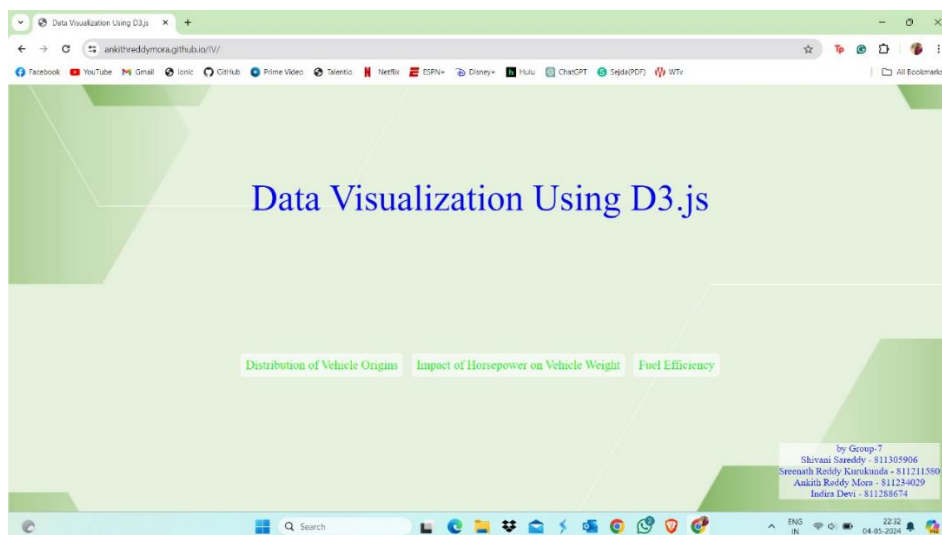 Data Visualization Using D3.js
ankithreddymora.github.io/IV/
Facebook YouTube Gmail ionic GitHub Prime Video Talentio Netflix ESPN+ Disney+ Hulu ChatGPT Sejda(PDF) WTv All Bookmarks
Data Visualization Using D3.js
Distribution of Vehicle Origins Impact of Horsepower on Vehicle Weight Fuel Efficiency
by Group-7
Shivani Sareddy - 811305906
Sreenath Reddy Kurukunda - 811211580
Ankith Reddy Mora - 811234029
Indira Devi - 811288674
Search ENG 22:32
IN 04-05-2024